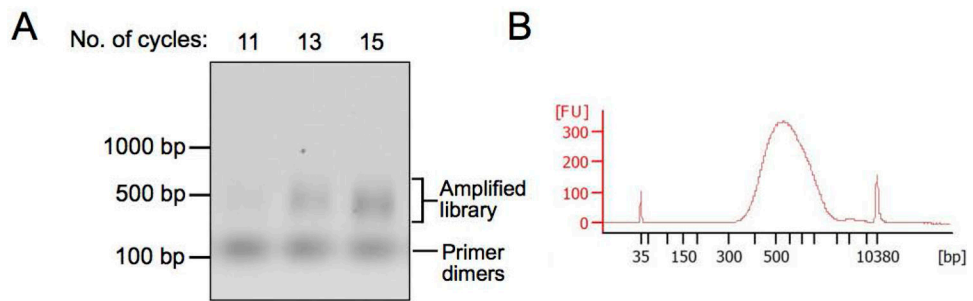 A
No. of cycles: 11 13 15
1000 bp
500 bp
100 bp
Amplified
library
Primer
dimers
B
[FU]
300
200
100
0
35 150 300 500 10380 [bp]